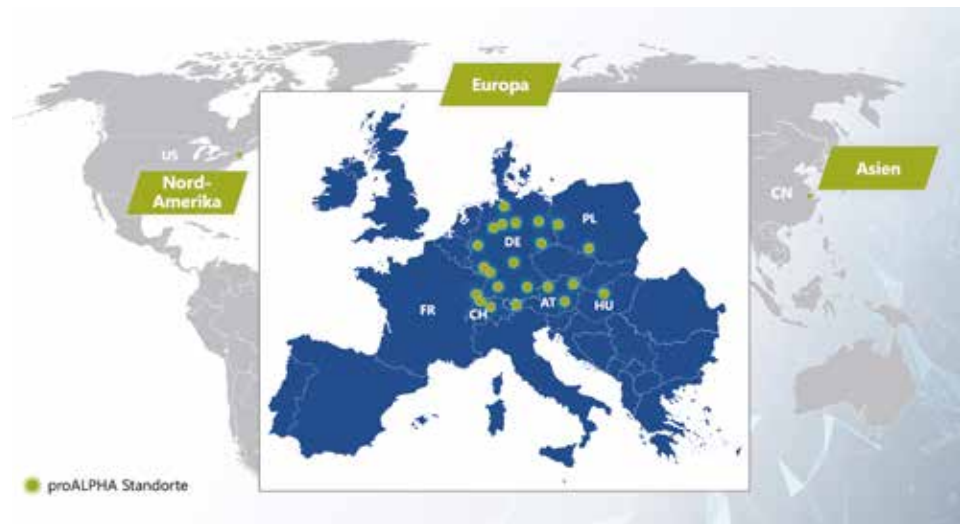 Europa
US
Nord-
Amerika
Asien
CN
PL
DE
FR
CH
AT
HU
proALPHA Standorte